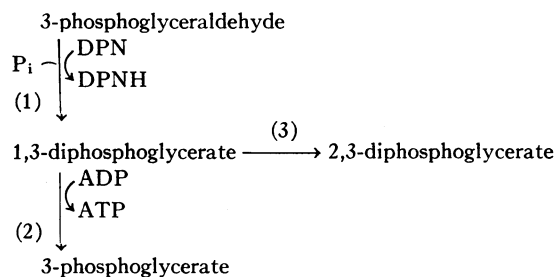 3-phosphoglyceraldehyde
DPN
Pi
DPNH
(1)
(3)
1,3-diphosphoglycerate 2,3-diphosphoglycerate
ADP
ATP
(2)
3-phosphoglycerate